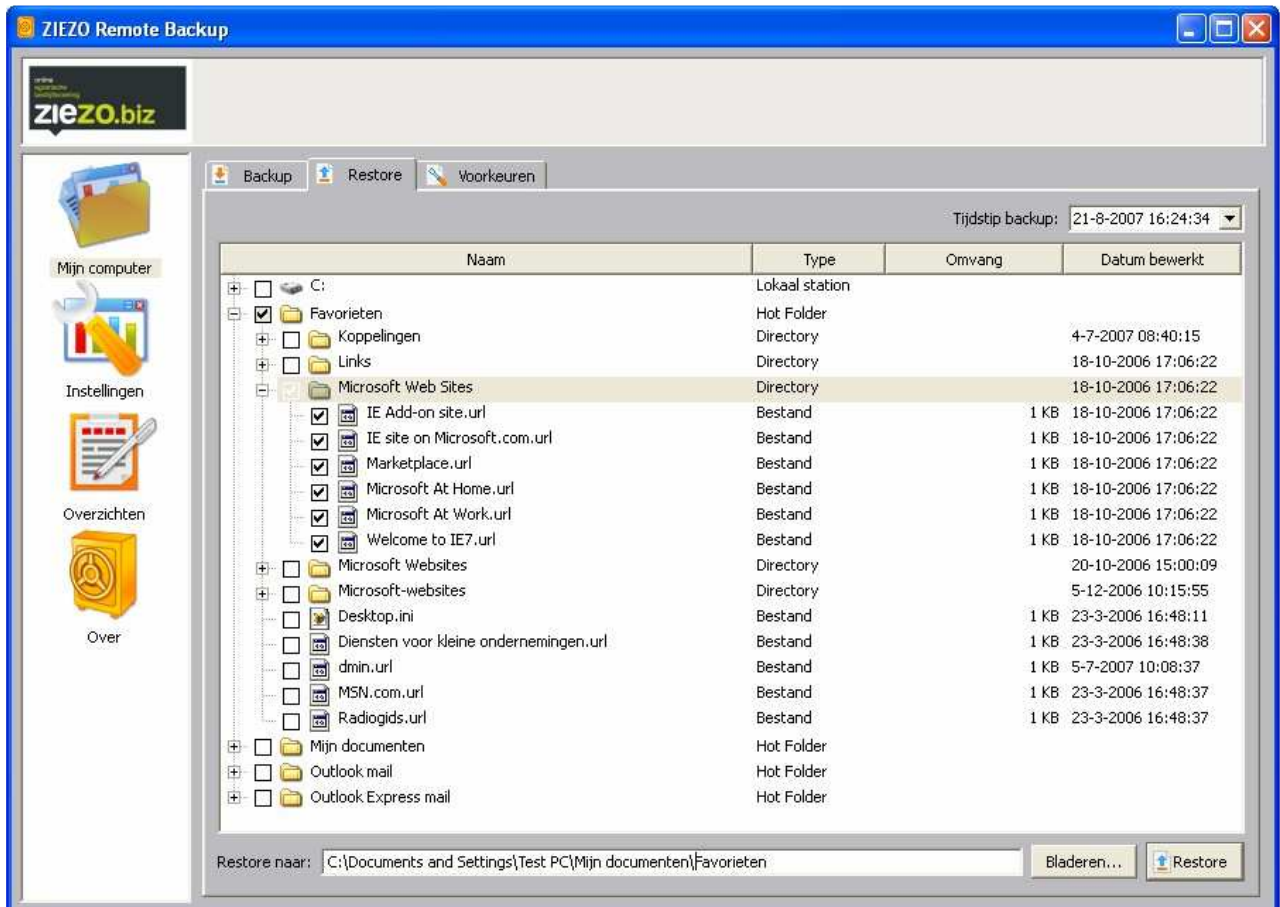 ZIEZO Remote Backup
online
ziezo.biz
Mijn computer
Instellingen
Overzichten
Over
Backup Restore Voorkeuren
Tijdstip backup: 21-8-2007 16:24:34
Naam Type Omvang Datum bewerkt
C: Lokaal station
Favorieten Hot Folder
Koppelingen Directory 4-7-2007 08:40:15
Links Directory 18-10-2006 17:06:22
Microsoft Web Sites Directory 18-10-2006 17:06:22
IE Add-on site.url Bestand 1 KB 18-10-2006 17:06:22
IE site on Microsoft.com.url Bestand 1 KB 18-10-2006 17:06:22
Marketplace.url Bestand 1 KB 18-10-2006 17:06:22
Microsoft At Home.url Bestand 1 KB 18-10-2006 17:06:22
Microsoft At Work.url Bestand 1 KB 18-10-2006 17:06:22
Welcome to IE7.url Bestand 1 KB 18-10-2006 17:06:22
Microsoft Websites Directory 20-10-2006 15:00:09
Microsoft-websites Directory 5-12-2006 10:15:55
Desktop.ini Bestand 1 KB 23-3-2006 16:48:11
Diensten voor kleine ondernemingen.url Bestand 1 KB 23-3-2006 16:48:38
dmin.url Bestand 1 KB 5-7-2007 10:08:37
MSN.com.url Bestand 1 KB 23-3-2006 16:48:37
Radiogids.url Bestand 1 KB 23-3-2006 16:48:37
Mijn documenten Hot Folder
Outlook mail Hot Folder
Outlook Express mail Hot Folder
Restore naar: C:\Documents and Settings\Test PC\Mijn documenten\Favorieten Bladeren... Restore